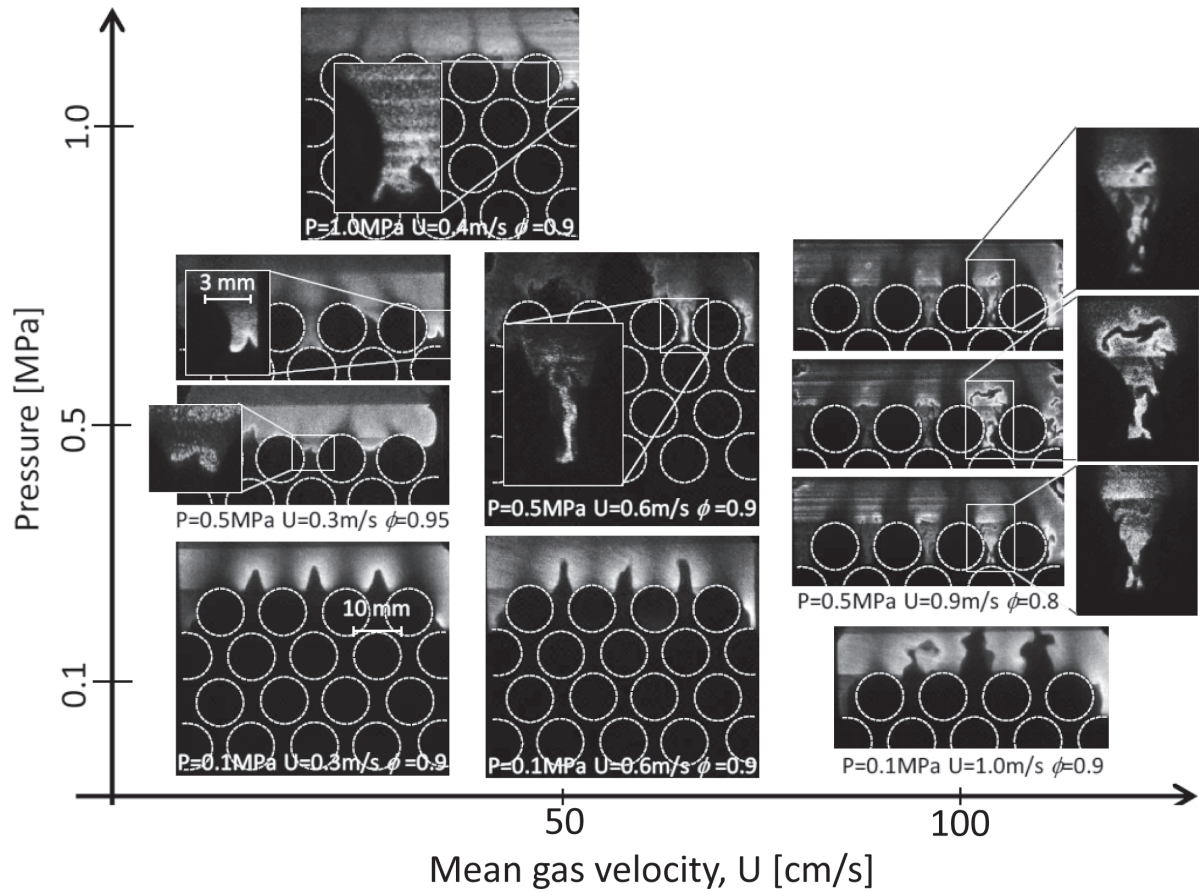 1.0
P=1.0MPa U=0.4m/s ϕ=0.9
3 mm
Pressure [MPa]
0.5
P=0.5MPa U=0.3m/s ϕ=0.95
P=0.5MPa U=0.6m/s ϕ=0.9
P=0.5MPa U=0.9m/s ϕ=0.8
10 mm
0.1
P=0.1MPa U=0.3m/s ϕ=0.9
P=0.1MPa U=0.6m/s ϕ=0.9
P=0.1MPa U=1.0m/s ϕ=0.9
50
100
Mean gas velocity, U [cm/s]